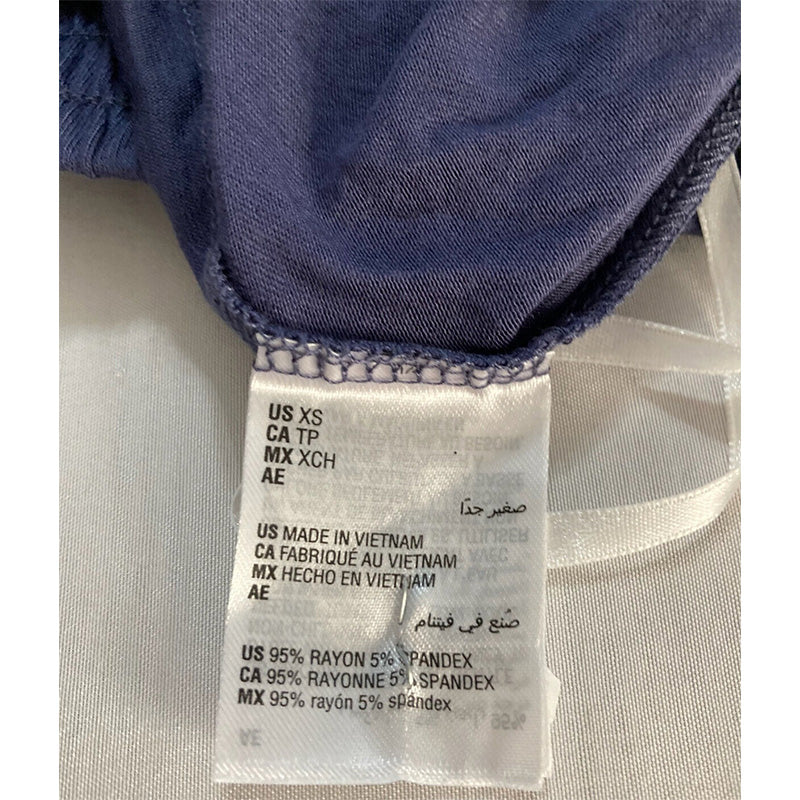 US XS
CA TP
MX XCH
AE
صغير جدًا
US MADE IN VIETNAM
CA FABRIQUÉ AU VIETNAM
MX HECHO EN VIETNAM
AE
صُنع في فيتنام
US 95% RAYON 5% SPANDEX
CA 95% RAYONNE 5% SPANDEX
MX 95% rayón 5% spandex